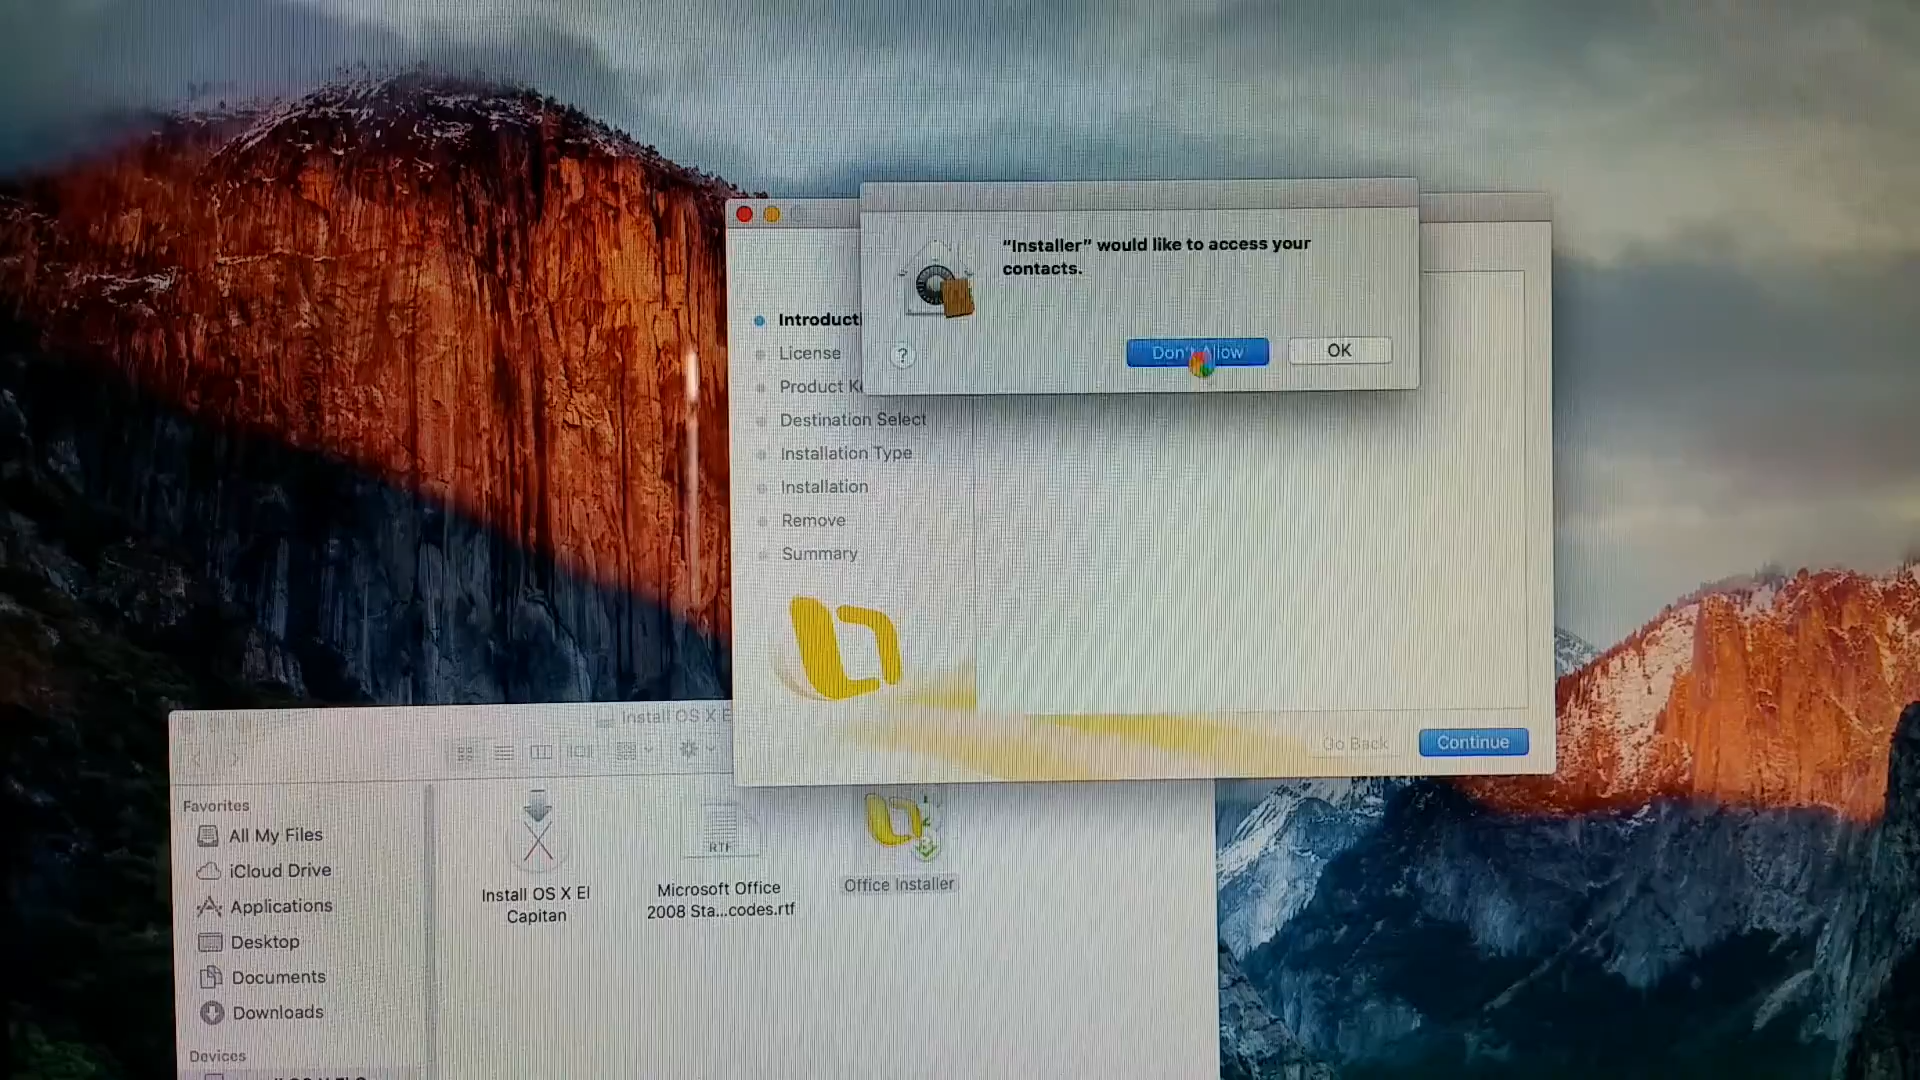 "Installer" would like to access your
contacts.
?
Don't Allow
OK
Introducti
License
Product Ke
Destination Select
Installation Type
Installation
Remove
Summary
Go Back
Continue
Install OS X E
Favorites
All My Files
iCloud Drive
Applications
Desktop
Documents
Downloads
Devices
RTF
Install OS X El
Capitan
Microsoft Office
2008 Sta...codes.rtf
Office Installer